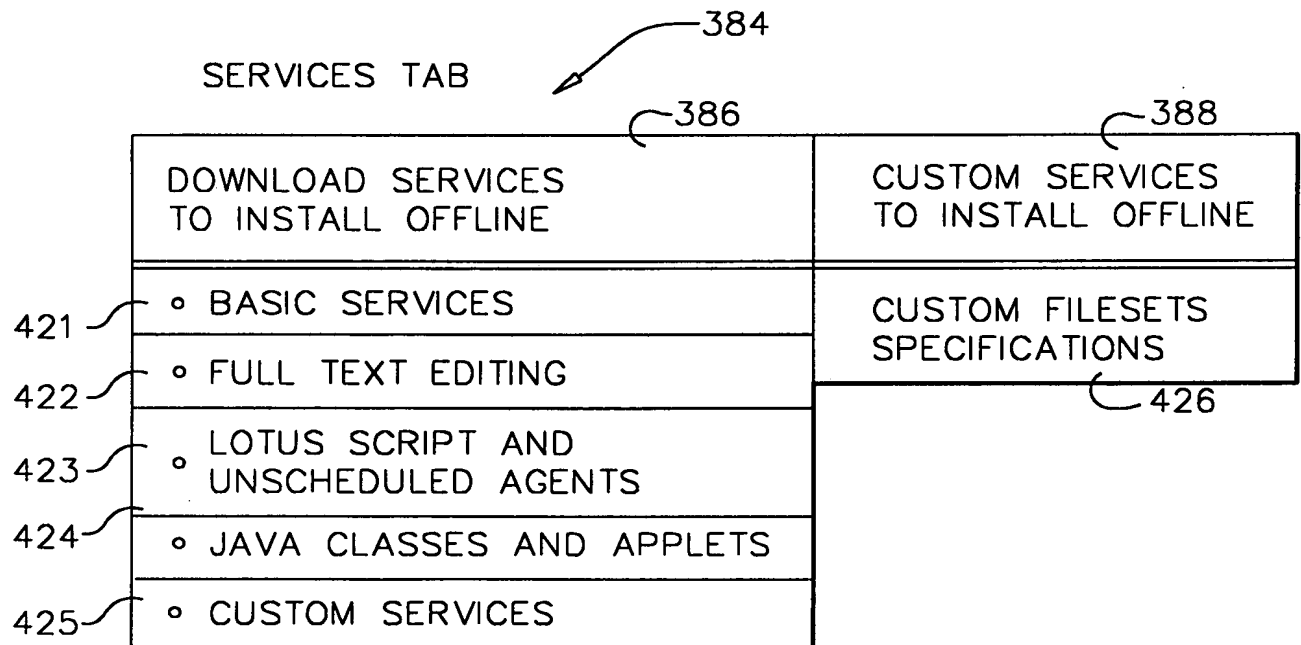 384
SERVICES TAB
386
388
DOWNLOAD SERVICES
TO INSTALL OFFLINE
CUSTOM SERVICES
TO INSTALL OFFLINE
421
BASIC SERVICES
CUSTOM FILESETS
SPECIFICATIONS
426
422
FULL TEXT EDITING
423
LOTUS SCRIPT AND
UNSCHEDULED AGENTS
424
JAVA CLASSES AND APPLETS
425
CUSTOM SERVICES